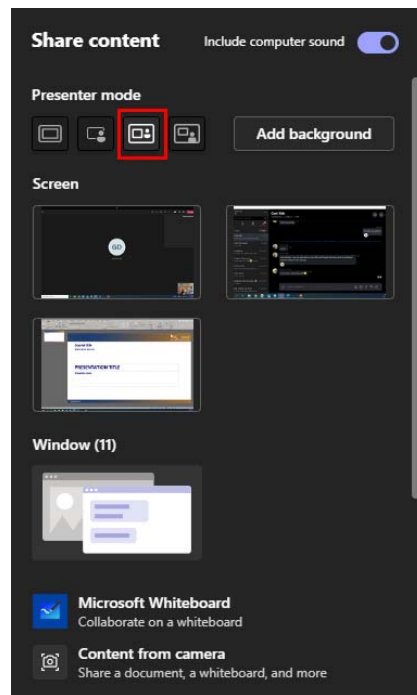 Share content
Include computer sound
Presenter mode
Add background
Screen
GD
PRESENTATION TITLE
Window (11)
Microsoft Whiteboard
Collaborate on a whiteboard
Content from camera
Share a document, a whiteboard, and more